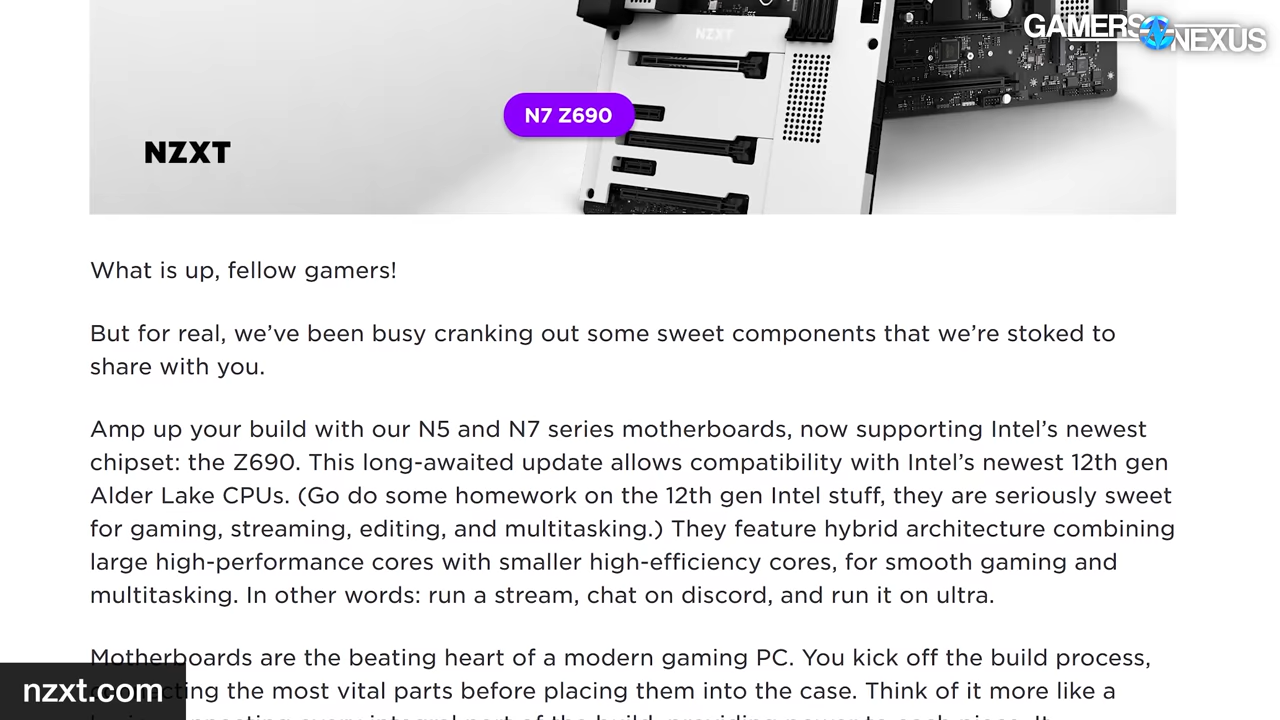 GAMERS NEXUS
NZXT
N7 Z690
NZXT
What is up, fellow gamers!
But for real, we’ve been busy cranking out some sweet components that we’re stoked to
share with you.
Amp up your build with our N5 and N7 series motherboards, now supporting Intel’s newest
chipset: the Z690. This long-awaited update allows compatibility with Intel’s newest 12th gen
Alder Lake CPUs. (Go do some homework on the 12th gen Intel stuff, they are seriously sweet
for gaming, streaming, editing, and multitasking.) They feature hybrid architecture combining
large high-performance cores with smaller high-efficiency cores, for smooth gaming and
multitasking. In other words: run a stream, chat on discord, and run it on ultra.
Motherboards are the beating heart of a modern gaming PC. You kick off the build process,
the most vital parts before placing them into the case. Think of it more like a
nzxt.com